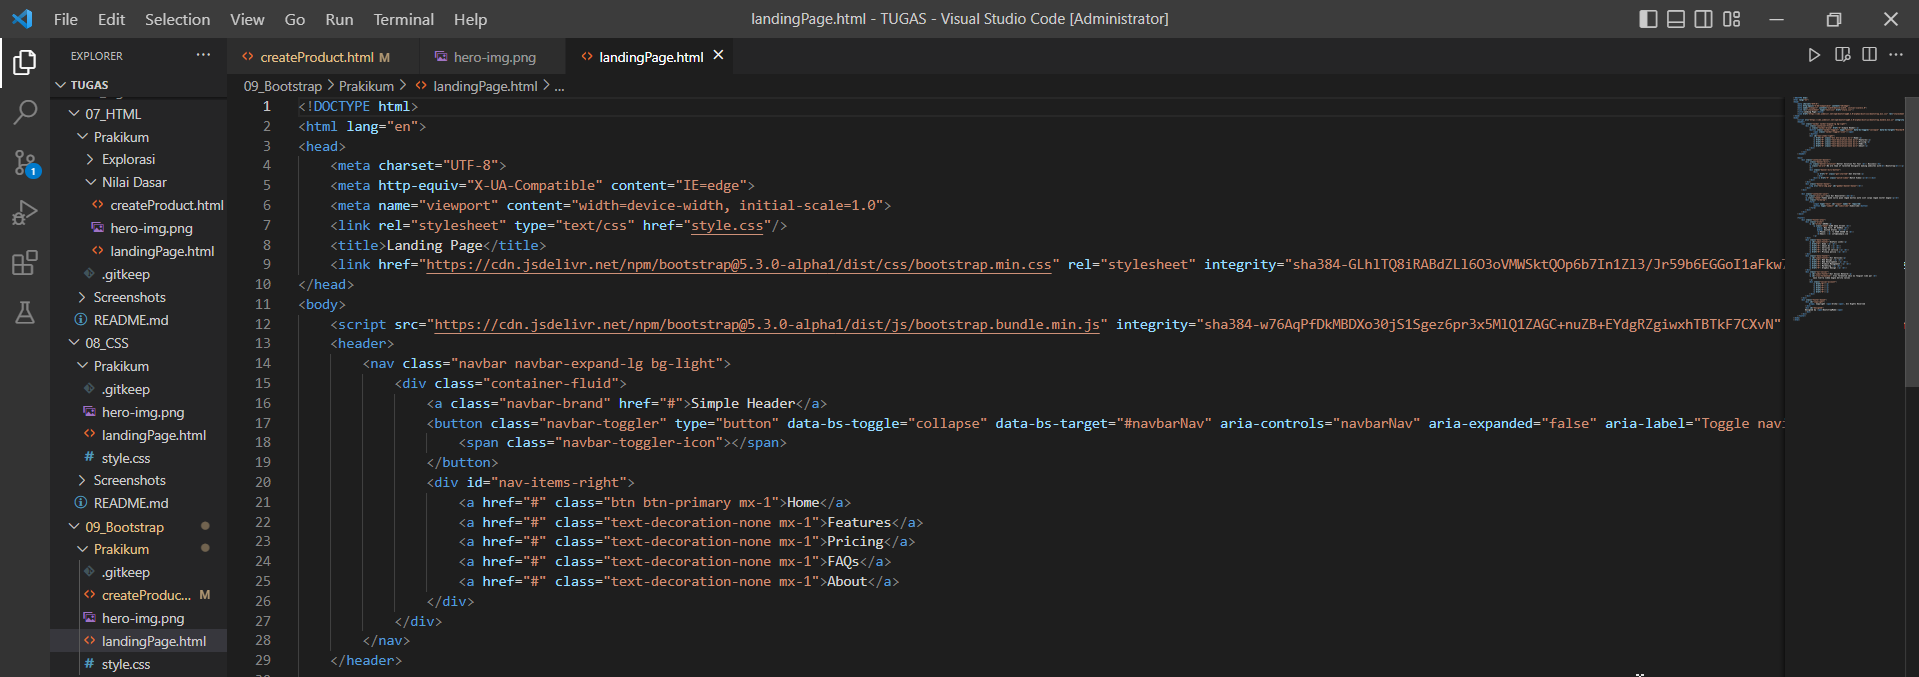 File Edit Selection View Go Run Terminal Help
landingPage.html - TUGAS - Visual Studio Code [Administrator]
EXPLORER ...
TUGAS
07_HTML
Prakikum
Explorasi
Nilai Dasar
createProduct.html
hero-img.png
landingPage.html
.gitkeep
Screenshots
README.md
08_CSS
Prakikum
.gitkeep
hero-img.png
landingPage.html
style.css
Screenshots
README.md
09_Bootstrap
Prakikum
.gitkeep
createProduc... M
hero-img.png
landingPage.html
style.css
1
createProduct.html M
hero-img.png
landingPage.html
09_Bootstrap > Prakikum > landingPage.html > ...
1 <!DOCTYPE html>
2 <html lang="en">
3 <head>
4 <meta charset="UTF-8">
5 <meta http-equiv="X-UA-Compatible" content="IE=edge">
6 <meta name="viewport" content="width=device-width, initial-scale=1.0">
7 <link rel="stylesheet" type="text/css" href="style.css"/>
8 <title>Landing Page</title>
9 <link href="https://cdn.jsdelivr.net/npm/bootstrap@5.3.0-alpha1/dist/css/bootstrap.min.css" rel="stylesheet" integrity="sha384-GLhlTQ8iRABdZLl6O3oVMWSktQOp6b7In1Zl3/Jr59b6EGGoI1aFkw7
10 </head>
11 <body>
12 <script src="https://cdn.jsdelivr.net/npm/bootstrap@5.3.0-alpha1/dist/js/bootstrap.bundle.min.js" integrity="sha384-w76AqPfDkMBDXo30jS1Sgez6pr3x5MlQ1ZAGC+nuZB+EYdgRZgiwxhTBTkF7CXvN"
13 <header>
14 <nav class="navbar navbar-expand-lg bg-light">
15 <div class="container-fluid">
16 <a class="navbar-brand" href="#">Simple Header</a>
17 <button class="navbar-toggler" type="button" data-bs-toggle="collapse" data-bs-target="#navbarNav" aria-controls="navbarNav" aria-expanded="false" aria-label="Toggle navi
18 <span class="navbar-toggler-icon"></span>
19 </button>
20 <div id="nav-items-right">
21 <a href="#" class="btn btn-primary mx-1">Home</a>
22 <a href="#" class="text-decoration-none mx-1">Features</a>
23 <a href="#" class="text-decoration-none mx-1">Pricing</a>
24 <a href="#" class="text-decoration-none mx-1">FAQs</a>
25 <a href="#" class="text-decoration-none mx-1">About</a>
26 </div>
27 </div>
28 </nav>
29 </header>